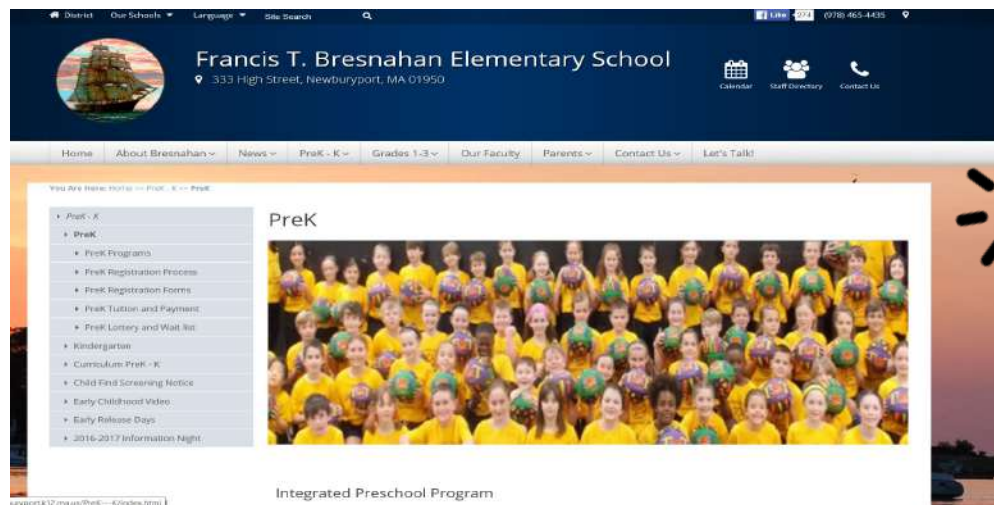 District Our Schools Language Site Search Like 274 (978) 465-4435
Francis T. Bresnahan Elementary School
333 High Street, Newburyport, MA 01950
Calendar Staff Directory Contact Us
Home About Bresnahan News PreK - K Grades 1-3 Our Faculty Parents Contact Us Let's Talk!
You Are Here: Home >> PreK - K >> PreK
PreK - K
PreK
PreK Programs
PreK Registration Process
PreK Registration Forms
PreK Tuition and Payment
PreK Lottery and Wait list
Kindergarten
Curriculum PreK - K
Child Find Screening Notice
Early Childhood Video
Early Release Days
2016-2017 Information Night
PreK
Integrated Preschool Program